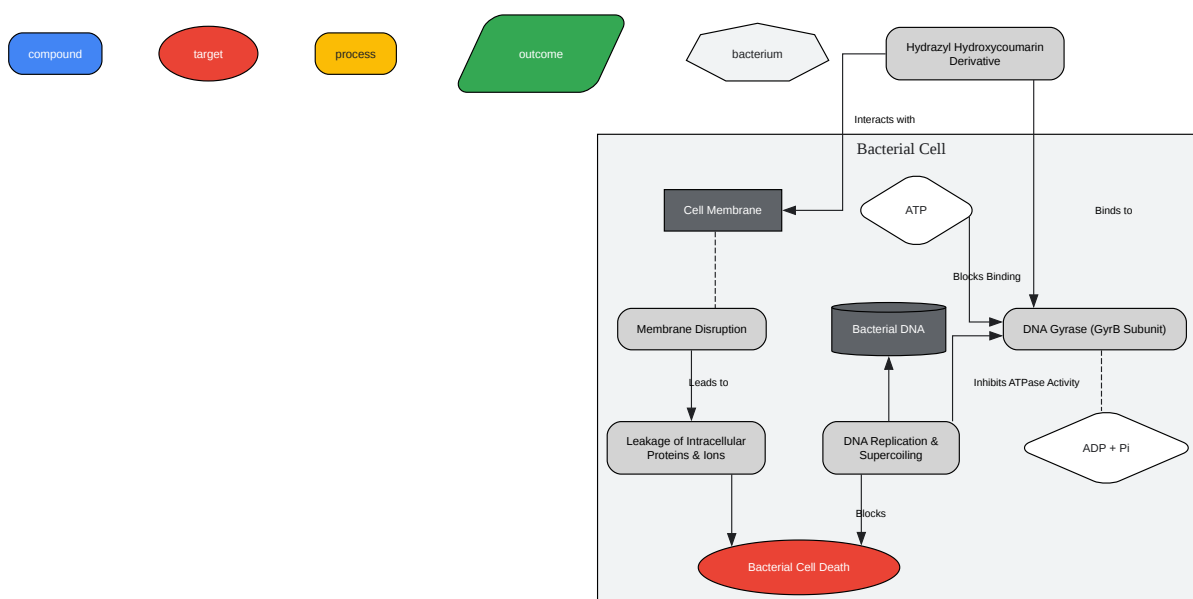 compound
target
process
outcome
bacterium
Hydrazyl Hydroxycoumarin
Derivative
Interacts with
Bacterial Cell
Cell Membrane
ATP
Binds to
Blocks Binding
Membrane Disruption
Bacterial DNA
DNA Gyrase (GyrB Subunit)
Leads to
Inhibits ATPase Activity
Leakage of Intracellular
Proteins & Ions
DNA Replication &
Supercoiling
ADP + Pi
Blocks
Bacterial Cell Death